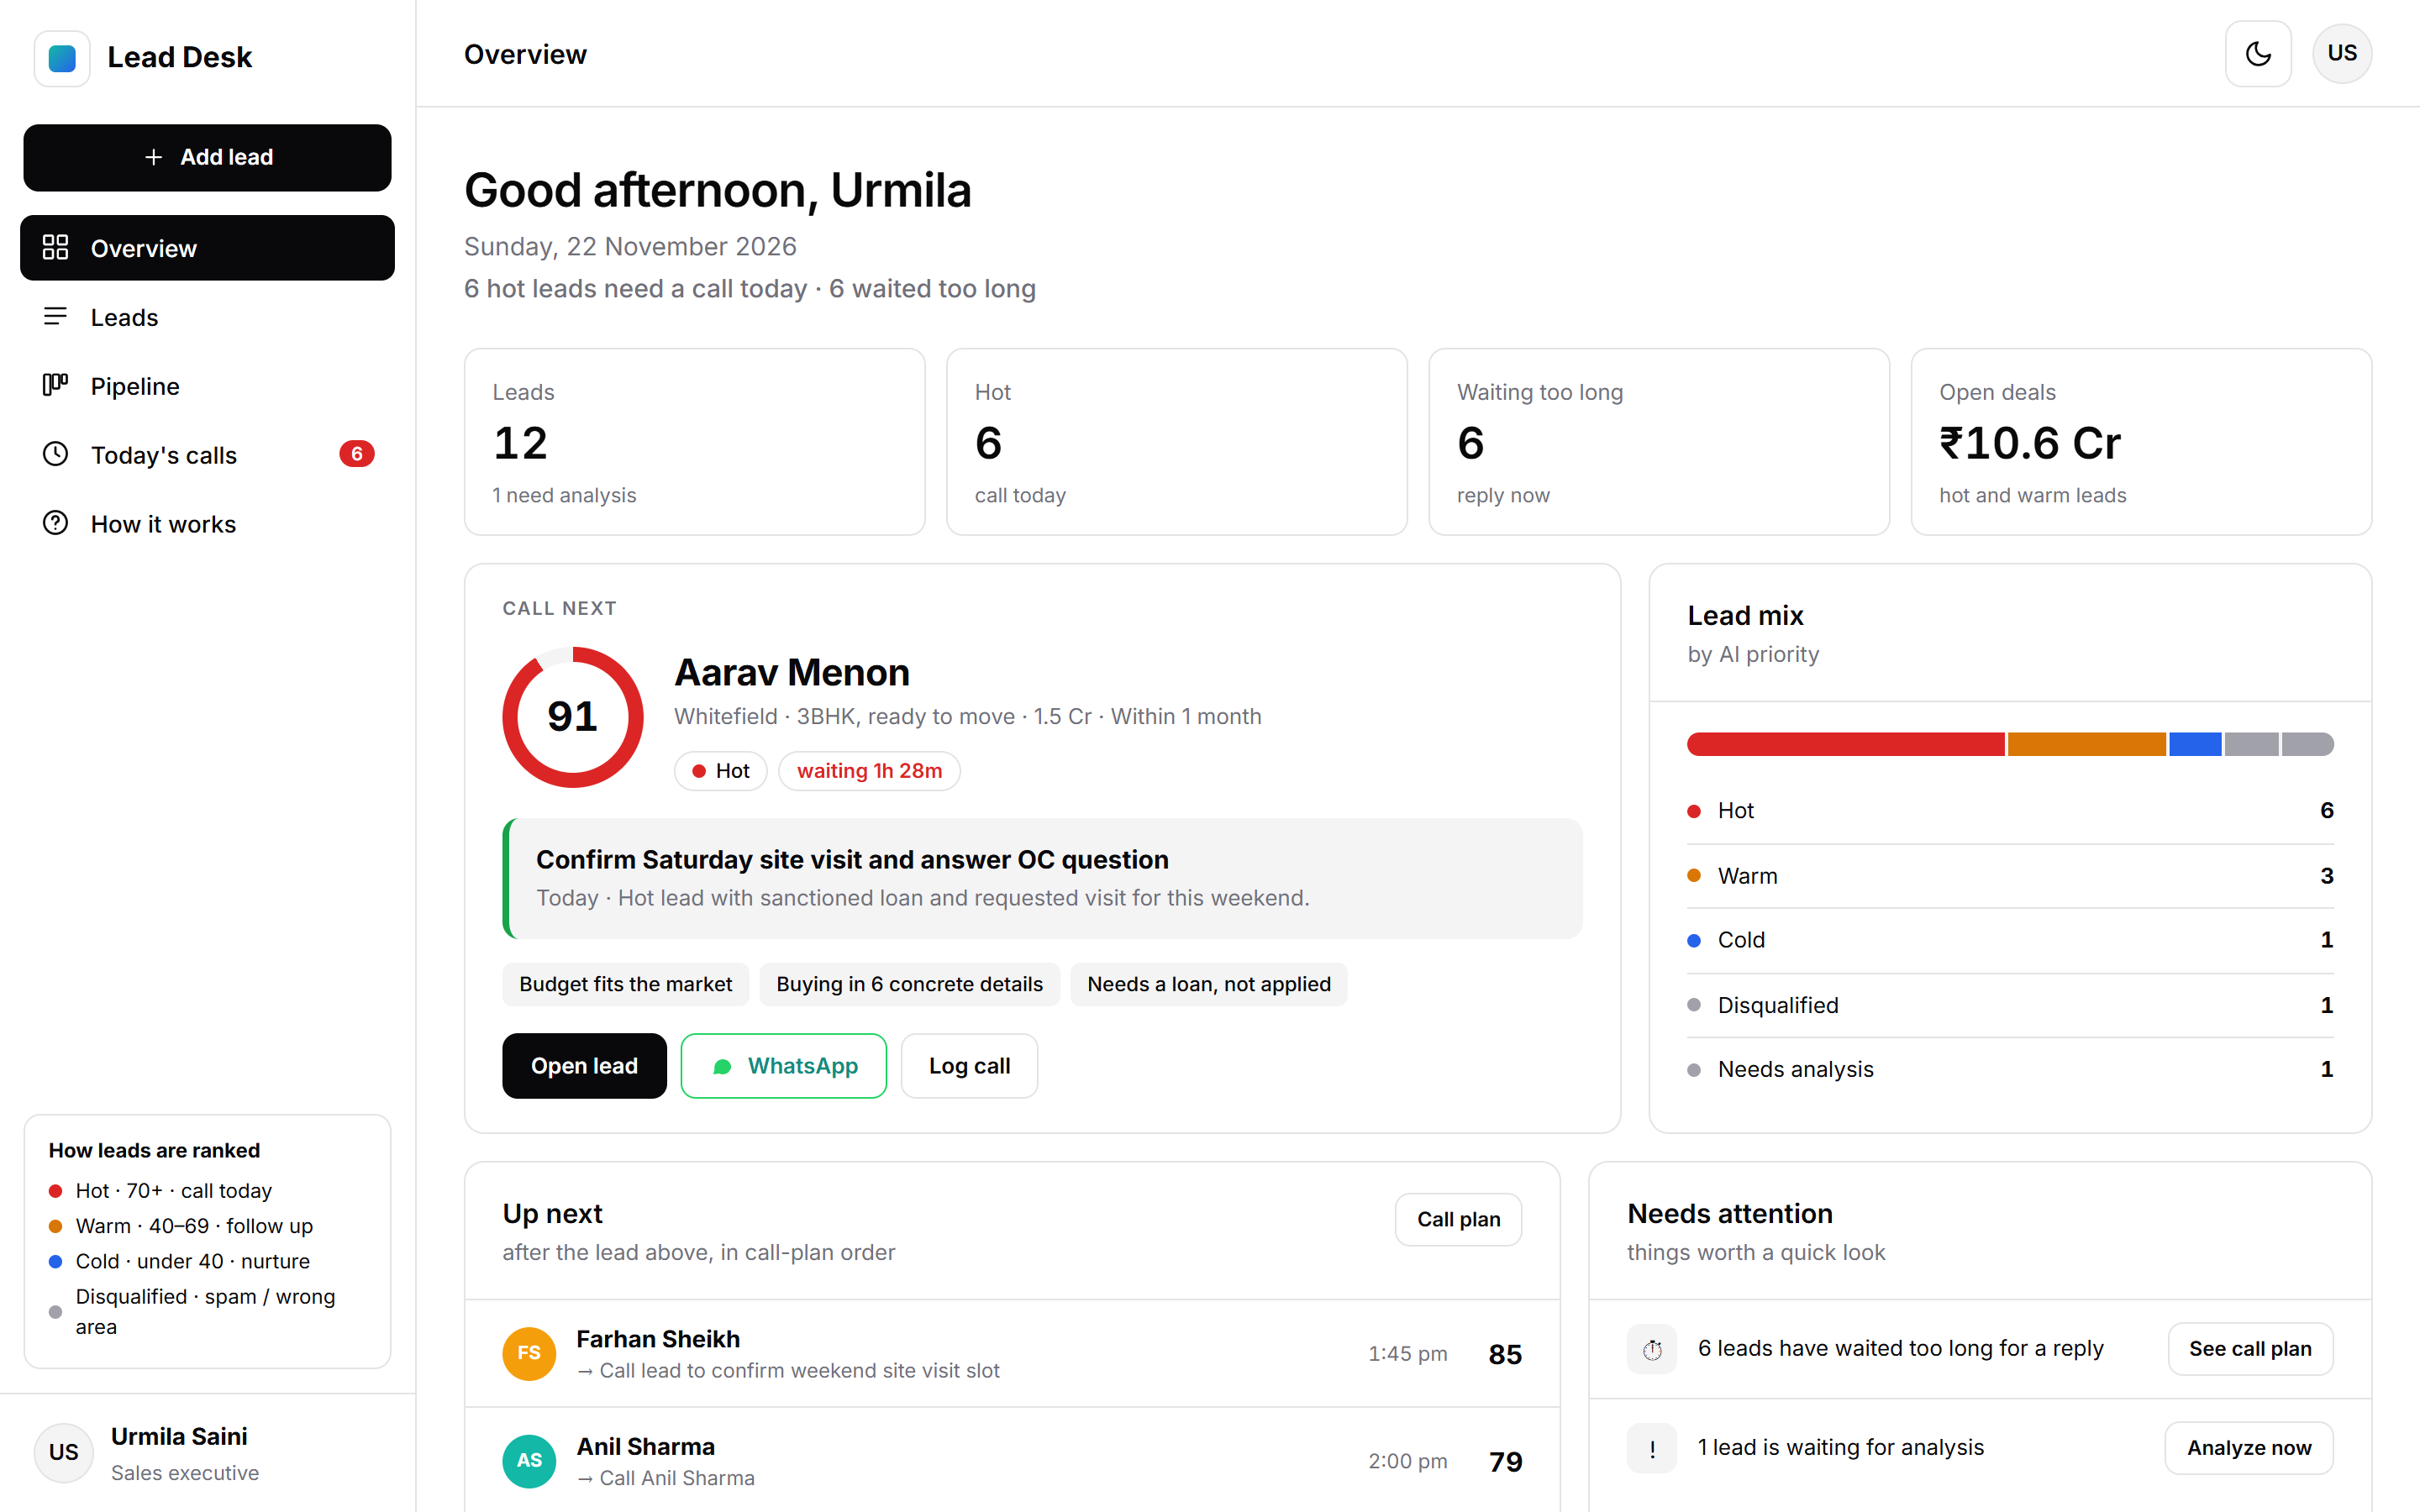 Lead Desk
+ Add lead
Overview
Leads
Pipeline
Today's calls 6
How it works
How leads are ranked
Hot · 70+ · call today
Warm · 40–69 · follow up
Cold · under 40 · nurture
Disqualified · spam / wrong
area
US
Urmila Saini
Sales executive
Overview
US
Good afternoon, Urmila
Sunday, 22 November 2026
6 hot leads need a call today · 6 waited too long
Leads
12
1 need analysis
Hot
6
call today
Waiting too long
6
reply now
Open deals
₹10.6 Cr
hot and warm leads
CALL NEXT
91
Aarav Menon
Whitefield · 3BHK, ready to move · 1.5 Cr · Within 1 month
Hot
waiting 1h 28m
Confirm Saturday site visit and answer OC question
Today · Hot lead with sanctioned loan and requested visit for this weekend.
Budget fits the market
Buying in 6 concrete details
Needs a loan, not applied
Open lead
WhatsApp
Log call
Lead mix
by AI priority
Hot 6
Warm 3
Cold 1
Disqualified 1
Needs analysis 1
Up next
after the lead above, in call-plan order
Call plan
FS
Farhan Sheikh
→ Call lead to confirm weekend site visit slot
1:45 pm 85
AS
Anil Sharma
→ Call Anil Sharma
2:00 pm 79
Needs attention
things worth a quick look
6 leads have waited too long for a reply
See call plan
! 1 lead is waiting for analysis
Analyze now